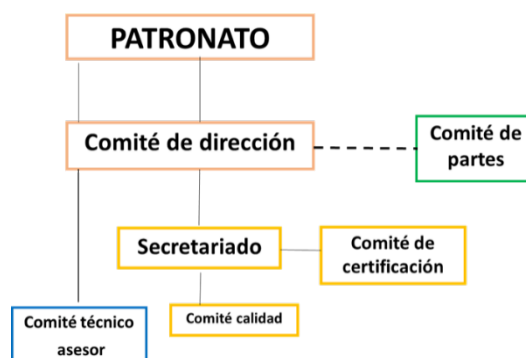 PATRONATO
Comité de dirección
Comité de
partes
Secretariado
Comité de
certificación
Comité técnico
asesor
Comité calidad